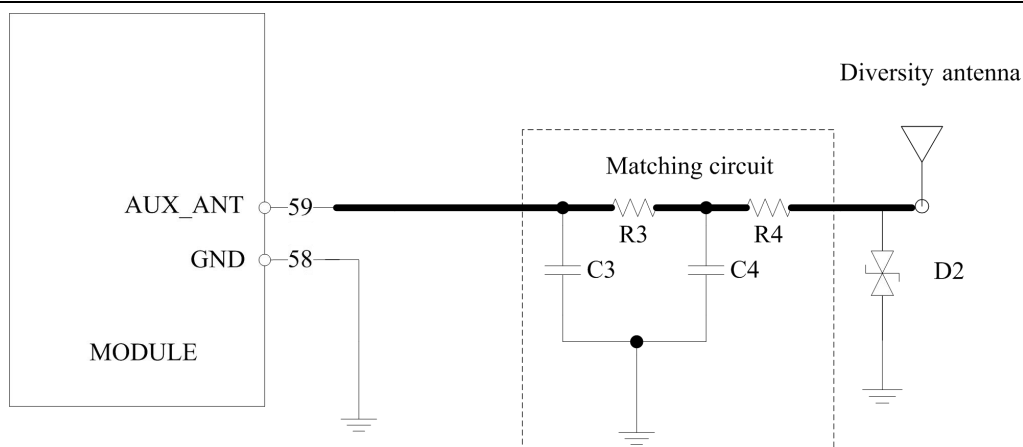 Diversity antenna
Matching circuit
AUX_ANT 59
R3 R4
GND 58
C3 C4 D2
MODULE